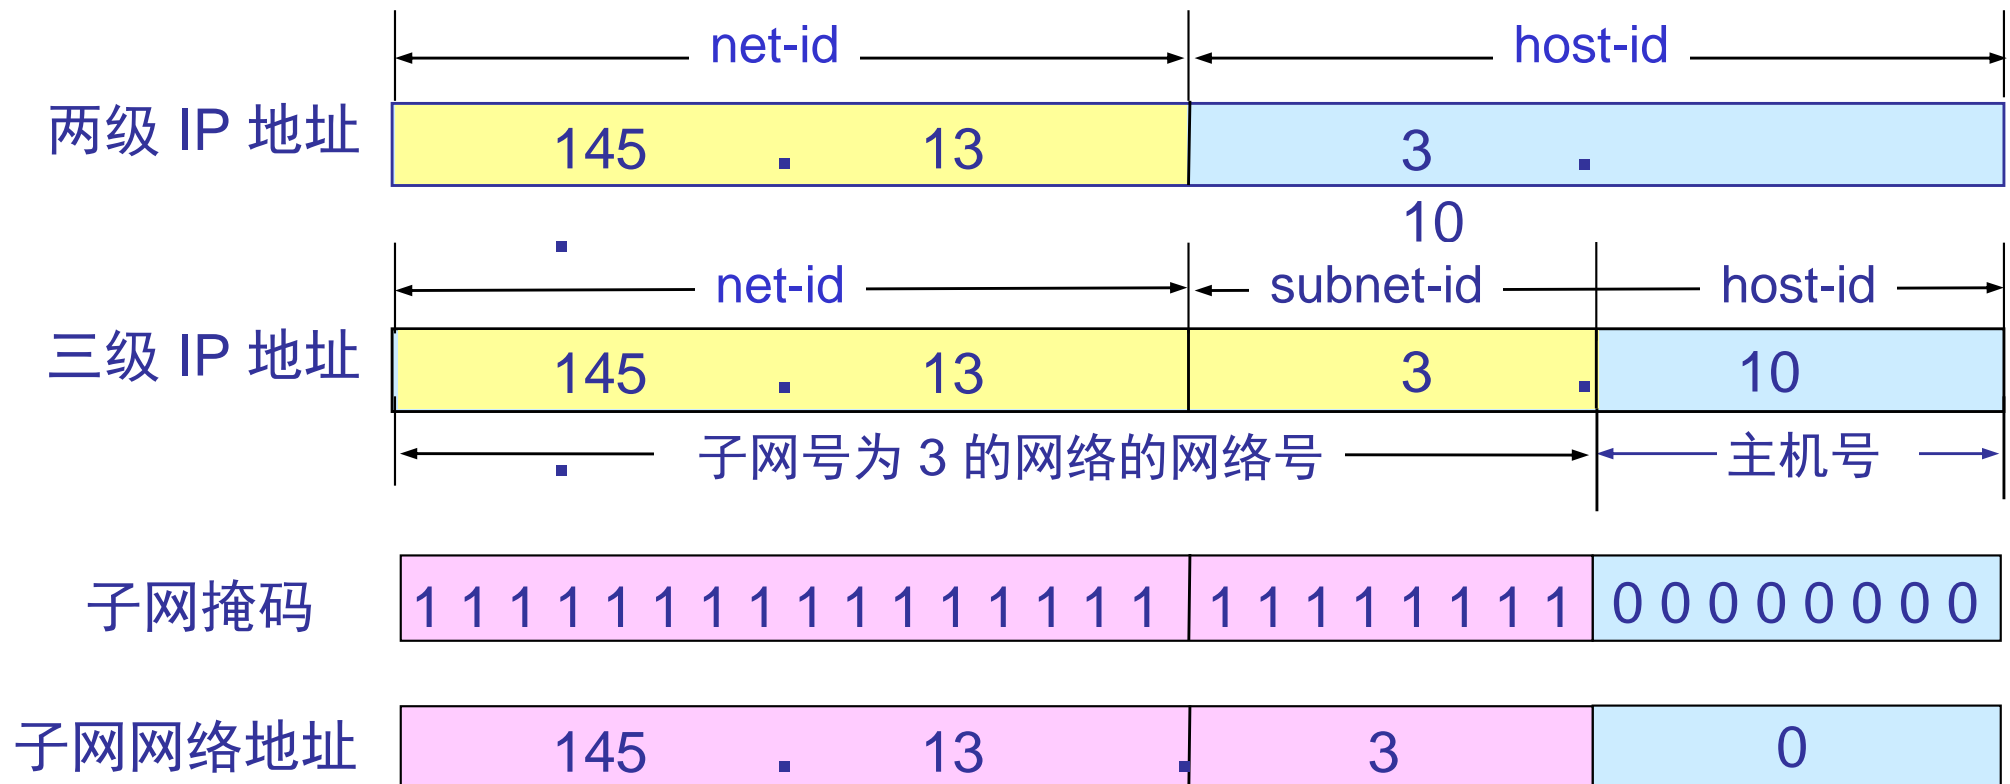 net-id host-id
两级 IP 地址 145 . 13 3 .
. 10
net-id subnet-id host-id
三级 IP 地址 145 . 13 3 . 10
. 子网号为 3 的网络的网络号 主机号
子网掩码 1 1 1 1 1 1 1 1 1 1 1 1 1 1 1 1 1 1 1 1 1 1 1 1 0 0 0 0 0 0 0 0
子网网络地址 145 . 13 . 3 0